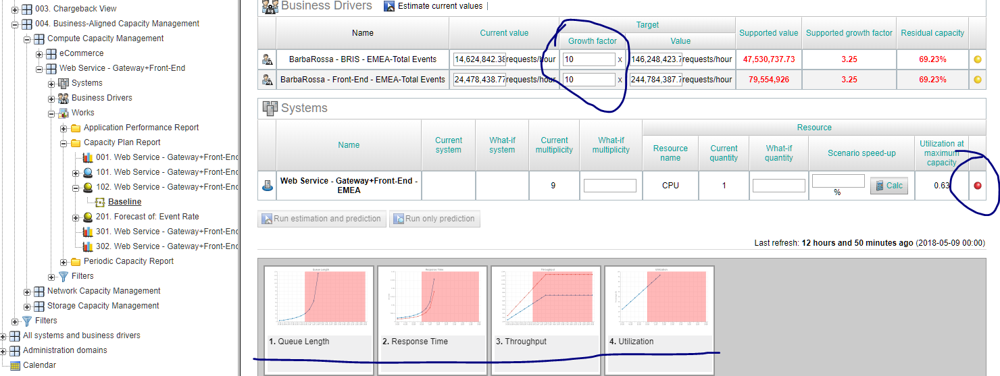 003. Chargeback View
004. Business-Aligned Capacity Management
Compute Capacity Management
eCommerce
Web Service - Gateway+Front-End
Systems
Business Drivers
Works
Application Performance Report
Capacity Plan Report
001. Web Service - Gateway+Front-End
101. Web Service - Gateway+Front-End
102. Web Service - Gateway+Front-End
Baseline
201. Forecast of: Event Rate
301. Web Service - Gateway+Front-End
302. Web Service - Gateway+Front-End
Periodic Capacity Report
Filters
Network Capacity Management
Storage Capacity Management
Filters
All systems and business drivers
Administration domains
Calendar
Business Drivers Estimate current values |
Name Current value Target Supported value Supported growth factor Residual capacity
Growth factor Value
BarbaRossa - BRIS - EMEA-Total Events 14,624,842.38 requests/hour 10 x 146,248,423.7 requests/hour 47,530,737.73 3.25 69.23%
BarbaRossa - Front-End - EMEA-Total Events 24,478,438.77 requests/hour 10 x 244,784,387.7 requests/hour 79,554,926 3.25 69.23%
Systems
Name Current system What-if system Current multiplicity What-if multiplicity Resource
Resource name Current quantity What-if quantity Scenario speed-up Utilization at maximum capacity
Web Service - Gateway+Front-End - EMEA 9 CPU 1 % Calc 0.63
Run estimation and prediction Run only prediction
Last refresh: 12 hours and 50 minutes ago (2018-05-09 00:00)
Queue Length Response Time Throughput Utilization
1. Queue Length 2. Response Time 3. Throughput 4. Utilization